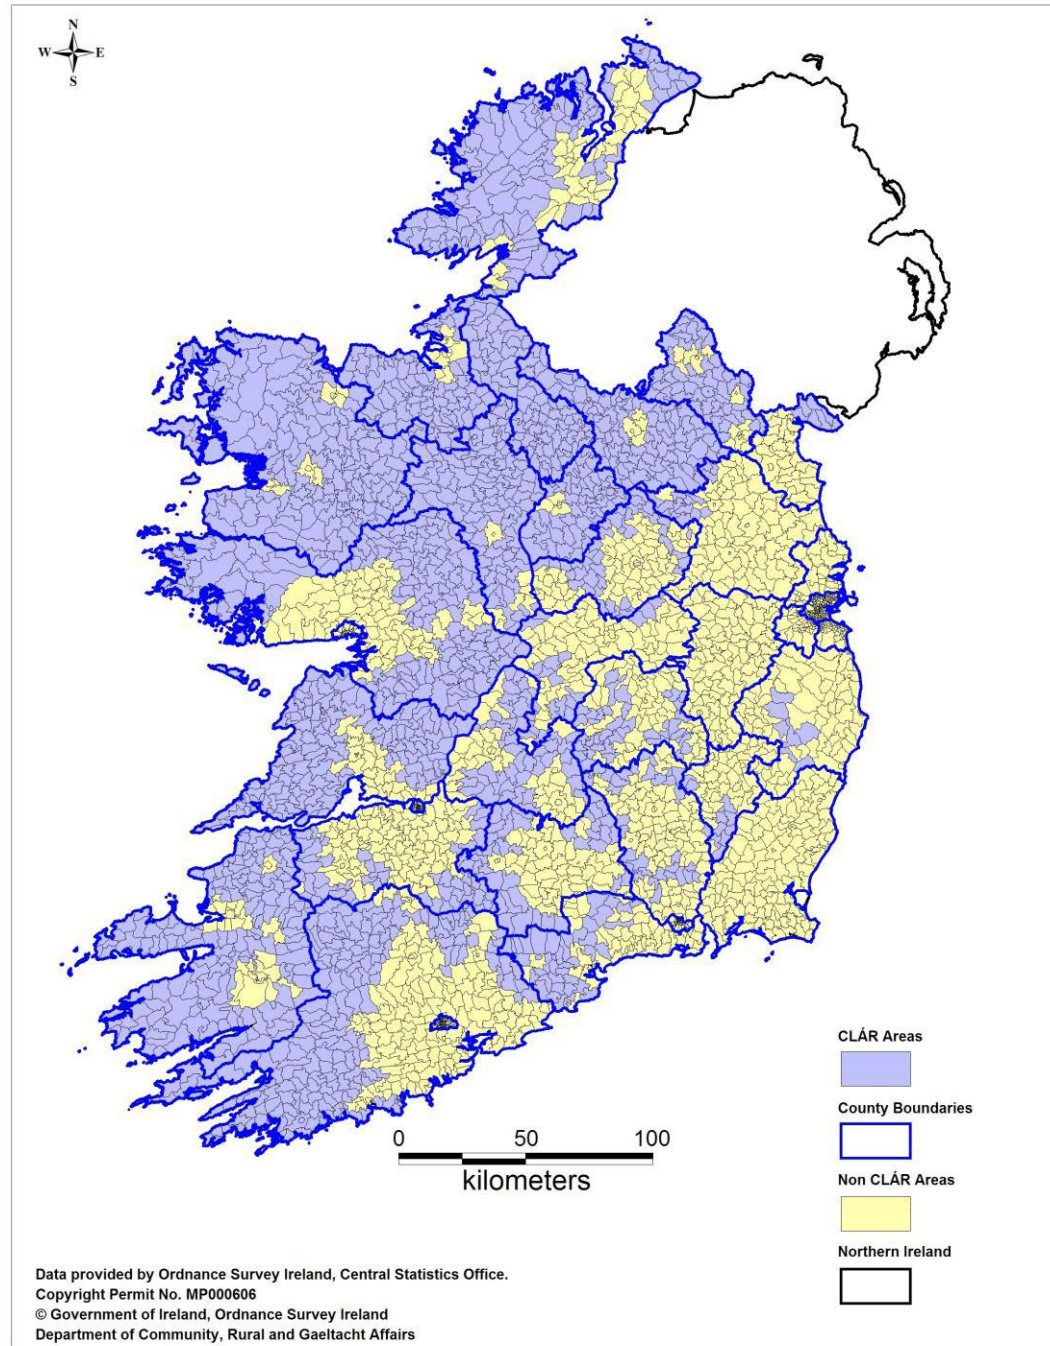 N
W E
S
CLÁR Areas
County Boundaries
0 50 100
kilometers
Non CLÁR Areas
Northern Ireland
Data provided by Ordnance Survey Ireland, Central Statistics Office.
Copyright Permit No. MP000606
© Government of Ireland, Ordnance Survey Ireland
Department of Community, Rural and Gaeltacht Affairs